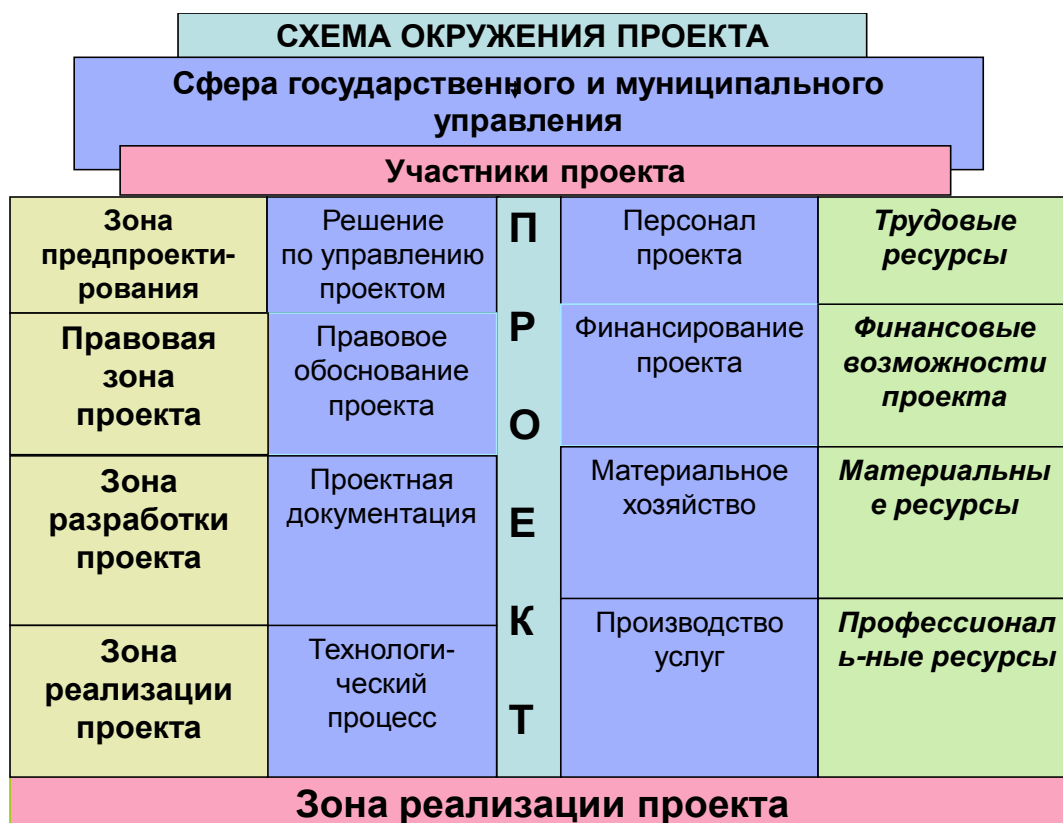 СХЕМА ОКРУЖЕНИЯ ПРОЕКТА
Сфера государственного и муниципального
управления
Участники проекта
Зона
предпроекти-
рования
Решение
по управлению
проектом
П
Р
О
Е
К
Т
Персонал
проекта
Трудовые
ресурсы
Правовая
зона
проекта
Правовое
обоснование
проекта
Финансирование
проекта
Финансовые
возможности
проекта
Зона
разработки
проекта
Проектная
документация
Материальное
хозяйство
Материальны
е ресурсы
Зона
реализации
проекта
Технологи-
ческий
процесс
Производство
услуг
Профессионал
ь-ные ресурсы
Зона реализации проекта